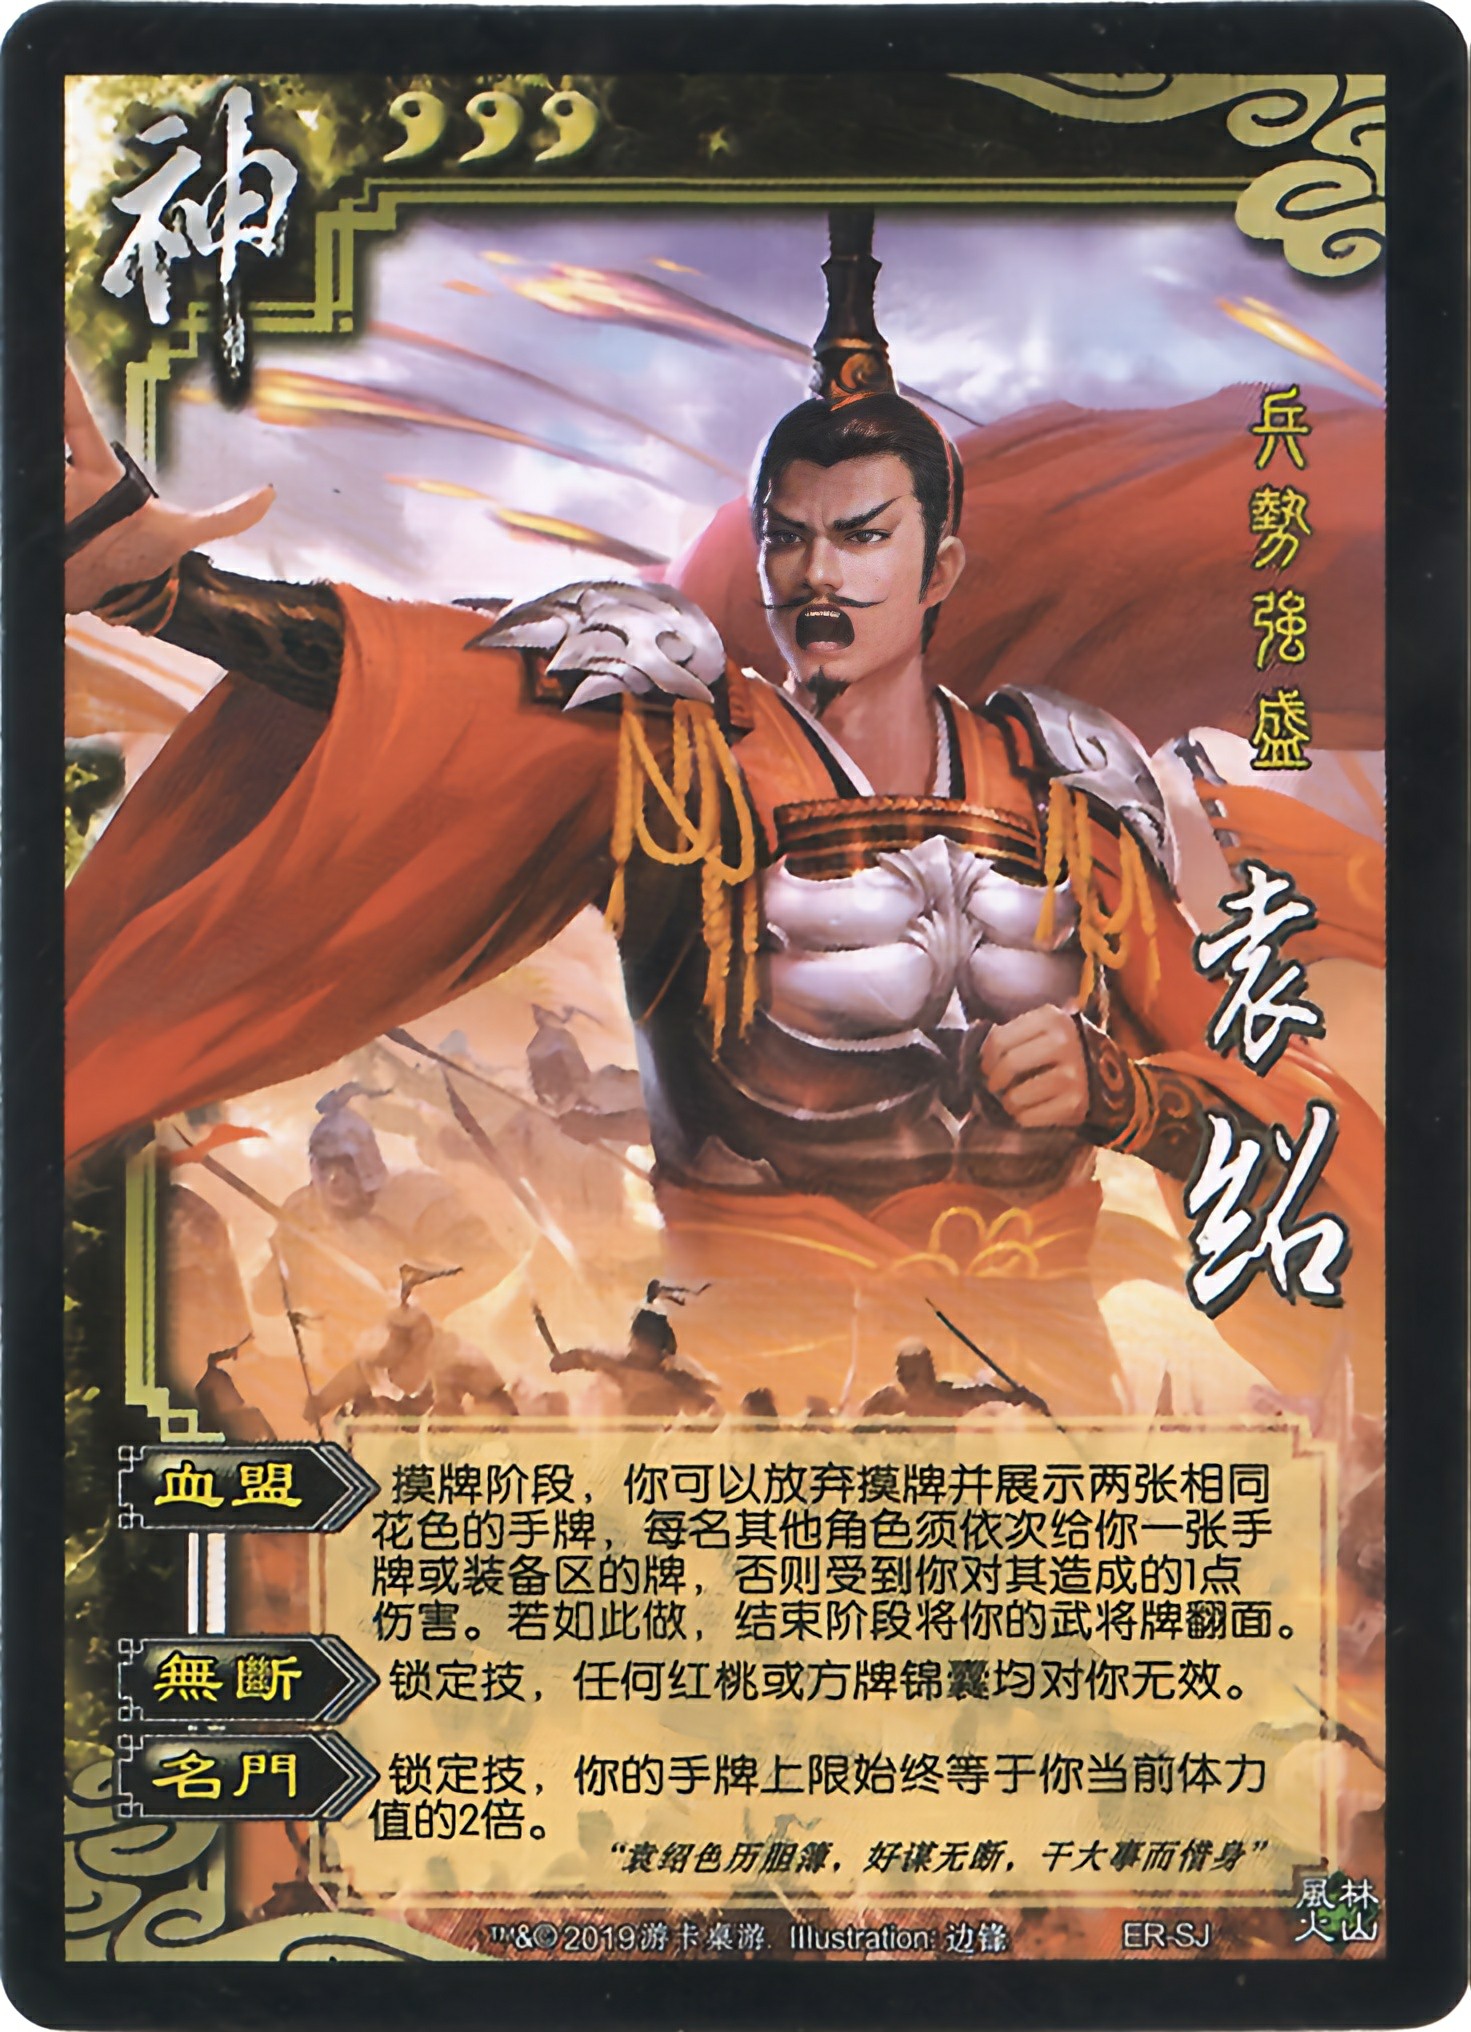 神
兵勢強盛
袁绍
血盟
摸牌阶段，你可以放弃摸牌并展示两张相同
花色的手牌，每名其他角色须依次给你一张手
牌或装备区的牌，否则受到你对其造成的1点
伤害。若如此做，结束阶段将你的武将牌翻面。
無斷
锁定技，任何红桃或方牌锦囊均对你无效。
名門
锁定技，你的手牌上限始终等于你当前体力
值的2倍。
“袁绍色历胆簿，好谋无断，干大事而惜身”
™&©2019游卡桌游. Illustration: 边锋
ER-SJ
風林
火山